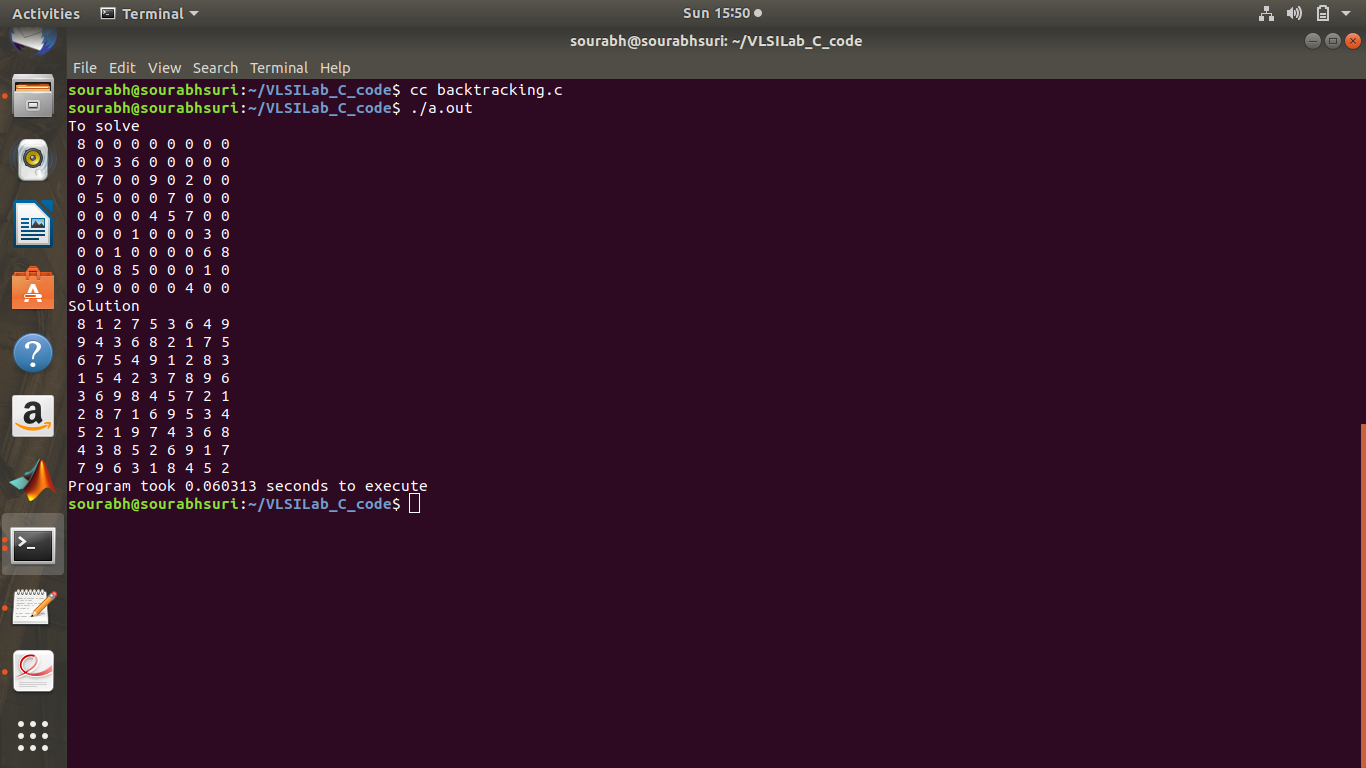 Activities Terminal Sun 15:50
sourabh@sourabhsuri: ~/VLSILab_C_code
File Edit View Search Terminal Help
sourabh@sourabhsuri:~/VLSILab_C_code$ cc backtracking.c
sourabh@sourabhsuri:~/VLSILab_C_code$ ./a.out
To solve
8 0 0 0 0 0 0 0 0
0 0 3 6 0 0 0 0 0
0 7 0 0 9 0 2 0 0
0 5 0 0 0 7 0 0 0
0 0 0 0 4 5 7 0 0
0 0 0 1 0 0 0 3 0
0 0 1 0 0 0 0 6 8
0 0 8 5 0 0 0 1 0
0 9 0 0 0 0 4 0 0
Solution
8 1 2 7 5 3 6 4 9
9 4 3 6 8 2 1 7 5
6 7 5 4 9 1 2 8 3
1 5 4 2 3 7 8 9 6
3 6 9 8 4 5 7 2 1
2 8 7 1 6 9 5 3 4
5 2 1 9 7 4 3 6 8
4 3 8 5 2 6 9 1 7
7 9 6 3 1 8 4 5 2
Program took 0.060313 seconds to execute
sourabh@sourabhsuri:~/VLSILab_C_code$